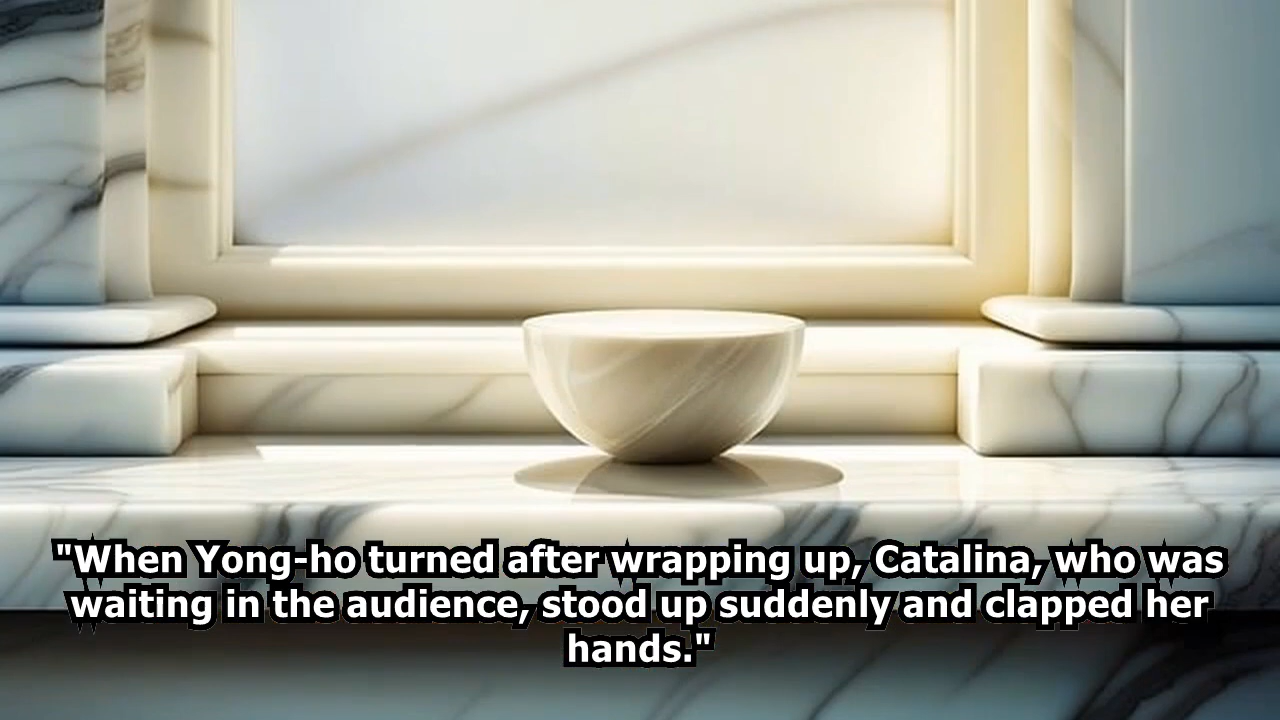 "When Yong-ho turned after wrapping up, Catalina, who was
waiting in the audience, stood up suddenly and clapped her
hands."